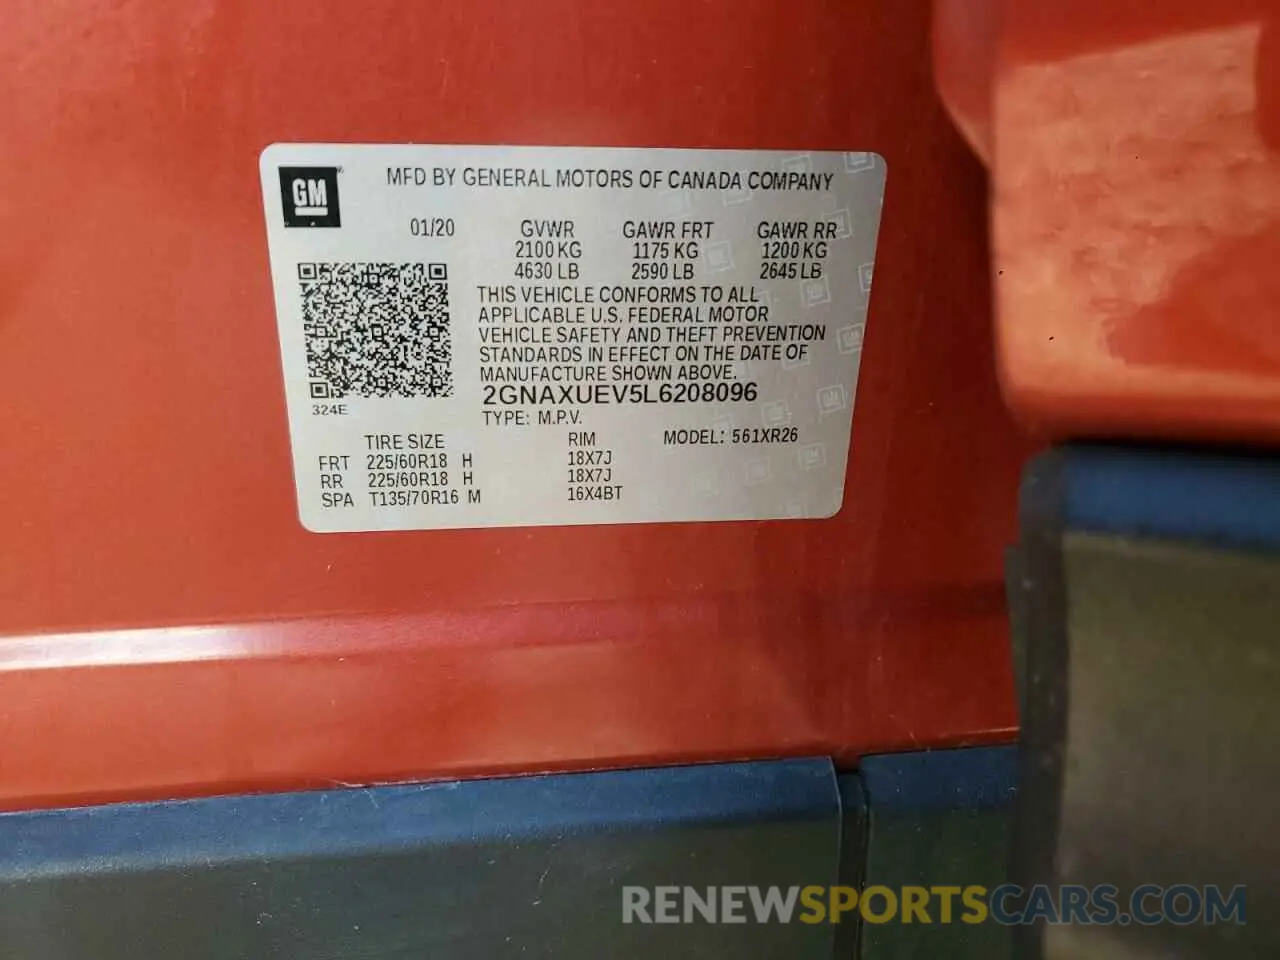 GM
MFD BY GENERAL MOTORS OF CANADA COMPANY
01/20 GVWR GAWR FRT GAWR RR
2100 KG 1175 KG 1200 KG
4630 LB 2590 LB 2645 LB
THIS VEHICLE CONFORMS TO ALL
APPLICABLE U.S. FEDERAL MOTOR
VEHICLE SAFETY AND THEFT PREVENTION
STANDARDS IN EFFECT ON THE DATE OF
MANUFACTURE SHOWN ABOVE.
2GNAXUEV5L6208096
324E
TYPE: M.P.V.
TIRE SIZE RIM MODEL: 561XR26
FRT 225/60R18 H 18X7J
RR 225/60R18 H 18X7J
SPA T135/70R16 M 16X4BT
RENEWSPORTSCARS.COM